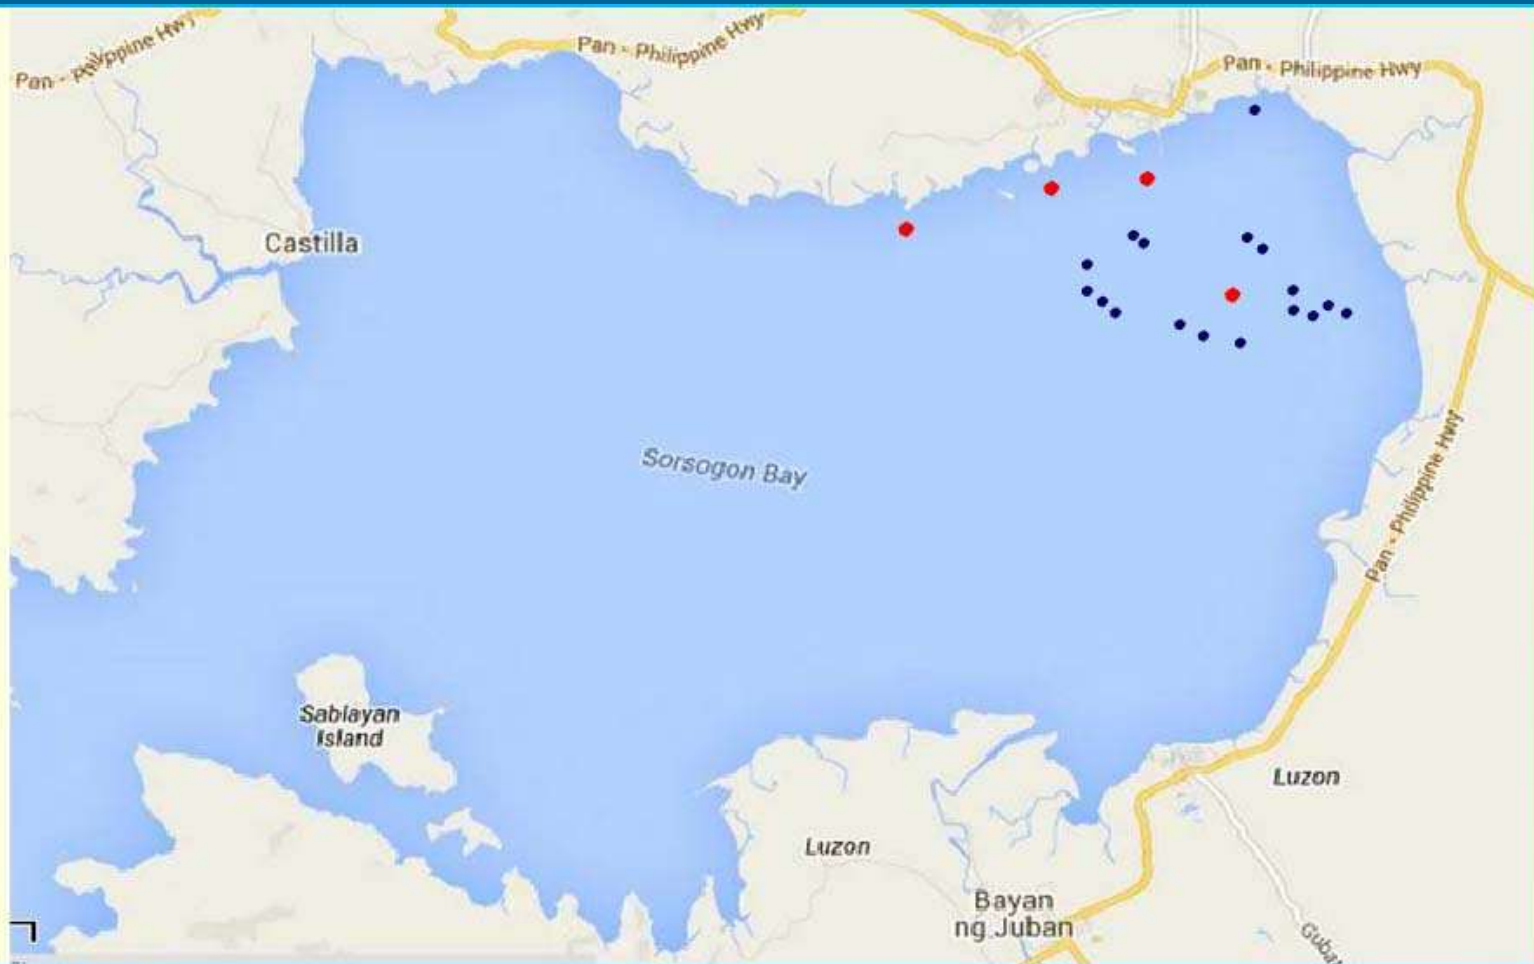 Pan - Philippine Hwy
Pan - Philippine Hwy
Pan - Philippine Hwy
Castilla
Sorsogon Bay
Pan - Philippine Hwy
Sablayan
Island
Luzon
Luzon
Bayan
ng Juban